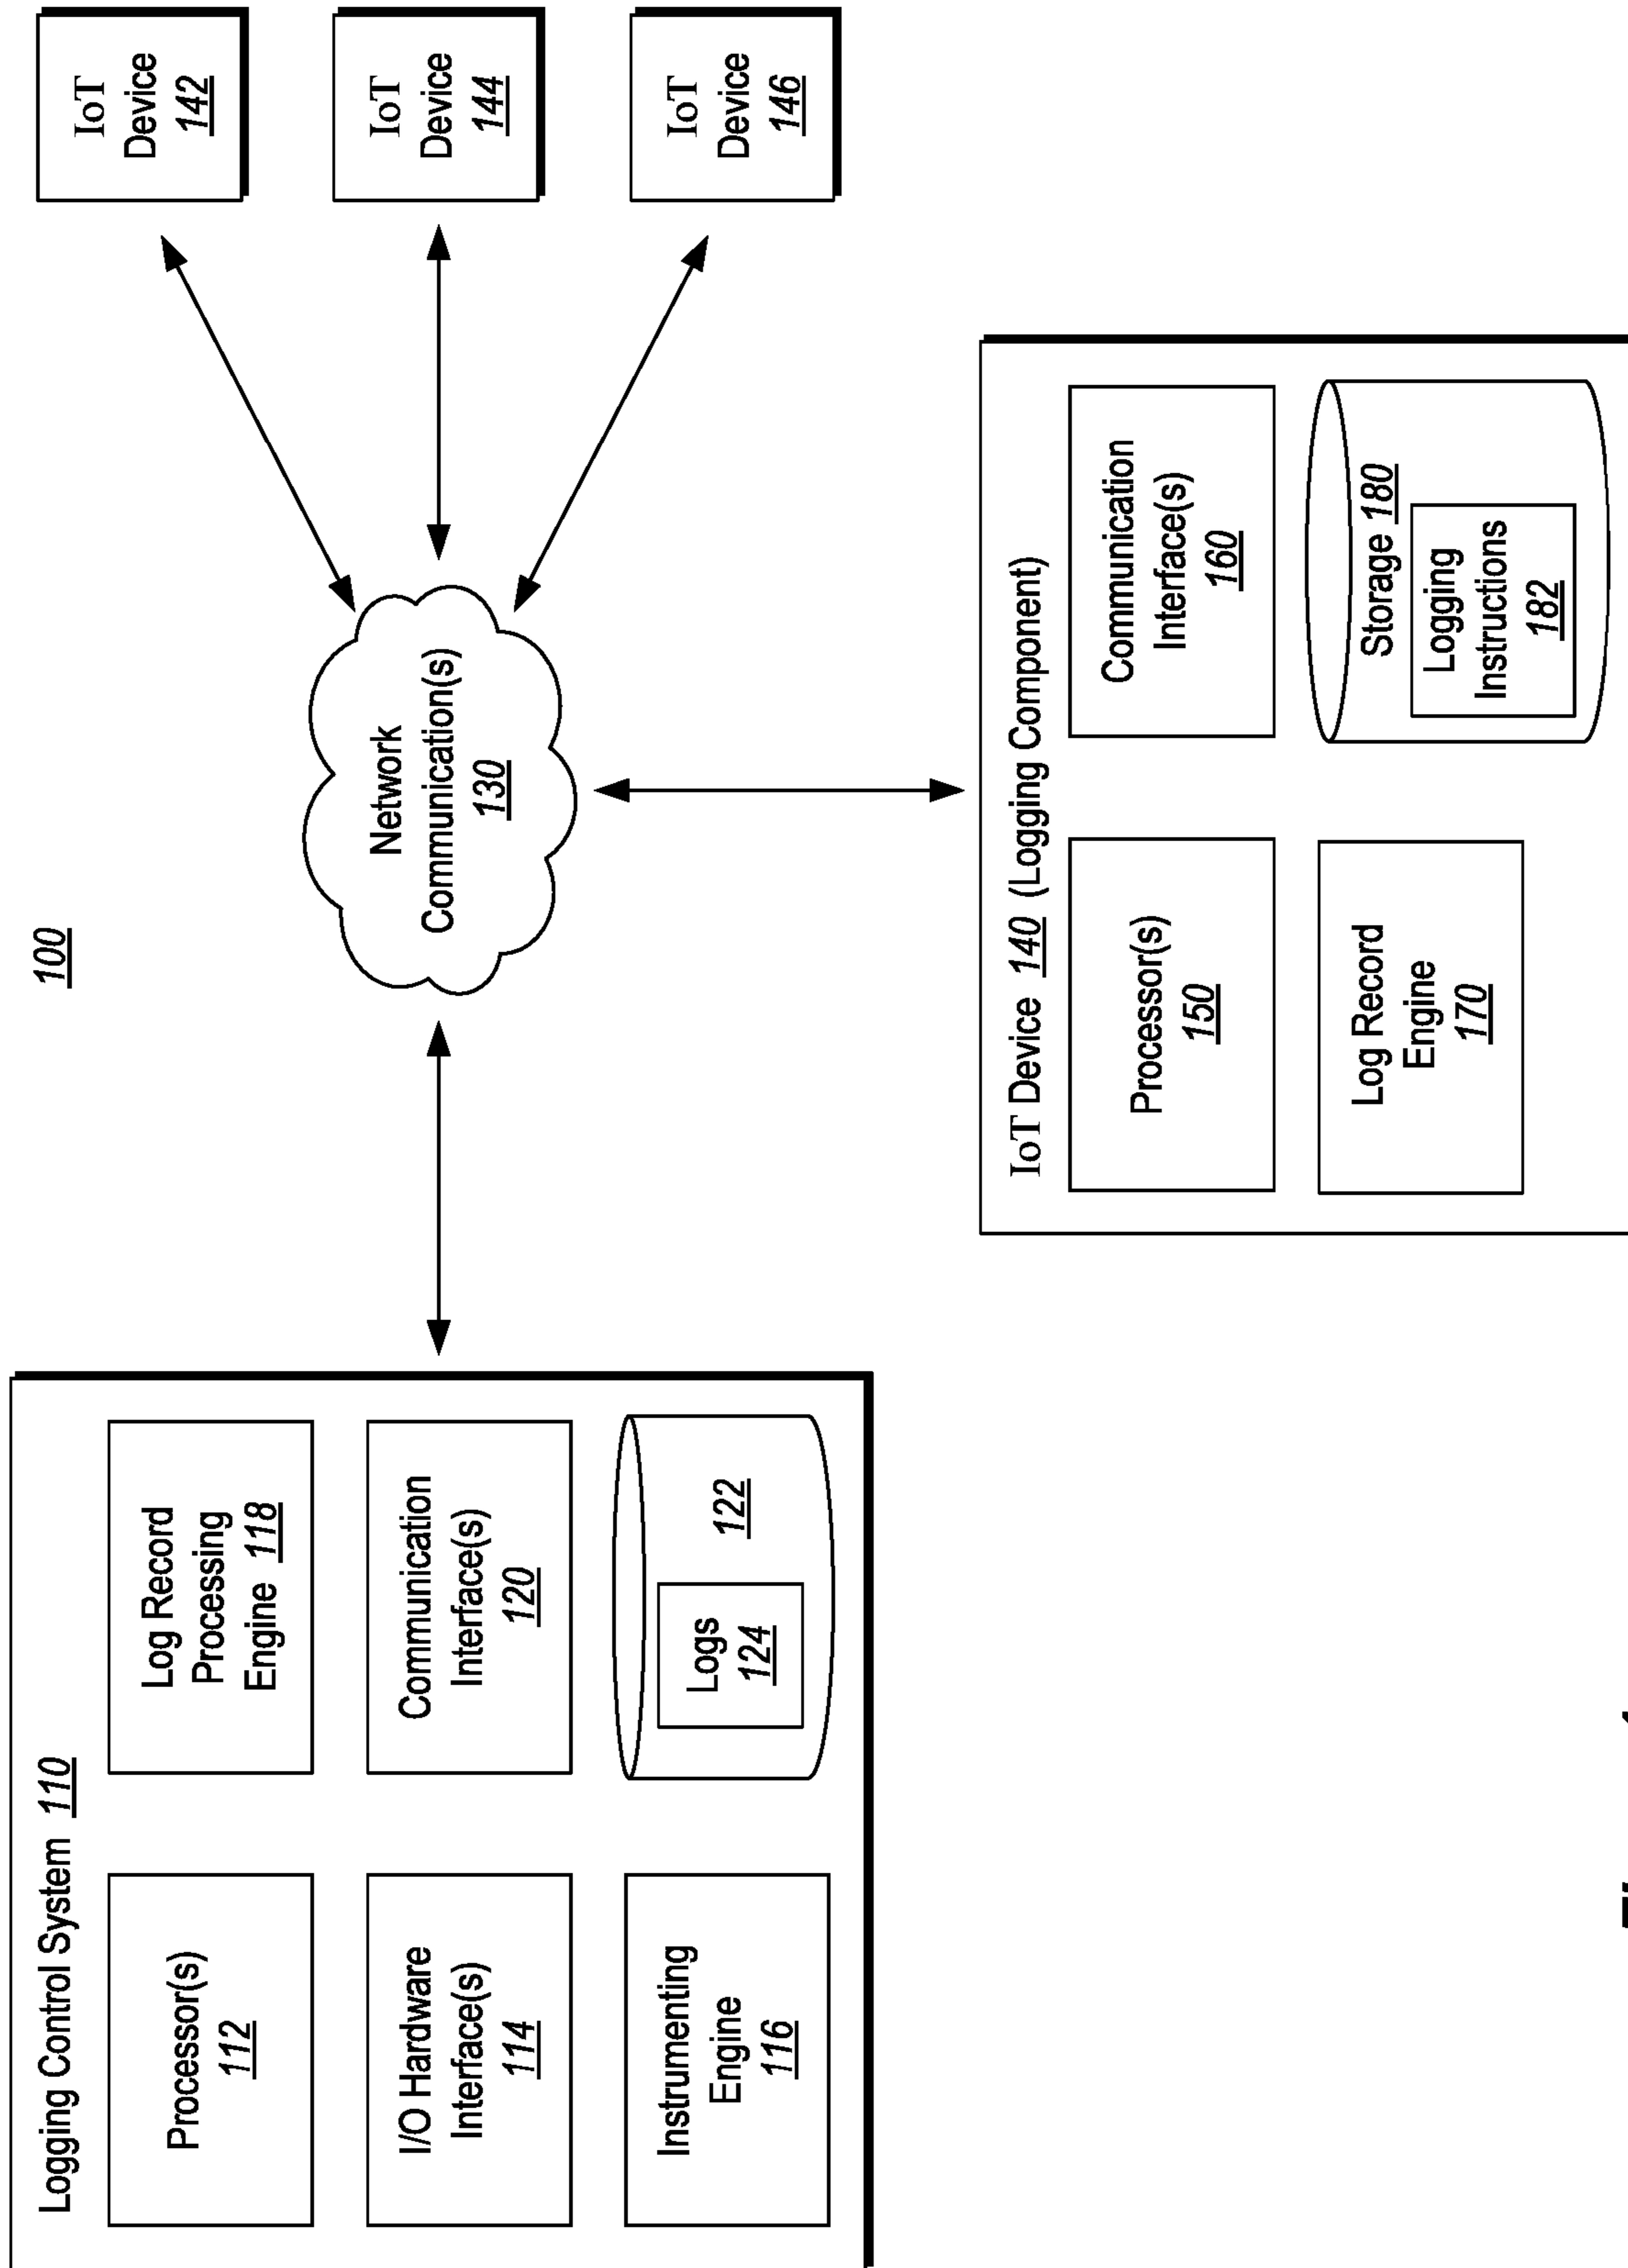 100
Logging Control System 110
Processor(s)
112
Log Record
Processing
Engine 118
I/O Hardware
Interface(s)
114
Communication
Interface(s)
120
Instrumenting
Engine
116
122
Logs
124
Network
Communication(s)
130
IoT
Device
142
IoT
Device
144
IoT
Device
146
IoT Device 140 (Logging Component)
Processor(s)
150
Communication
Interface(s)
160
Log Record
Engine
170
Storage 180
Logging
Instructions
182